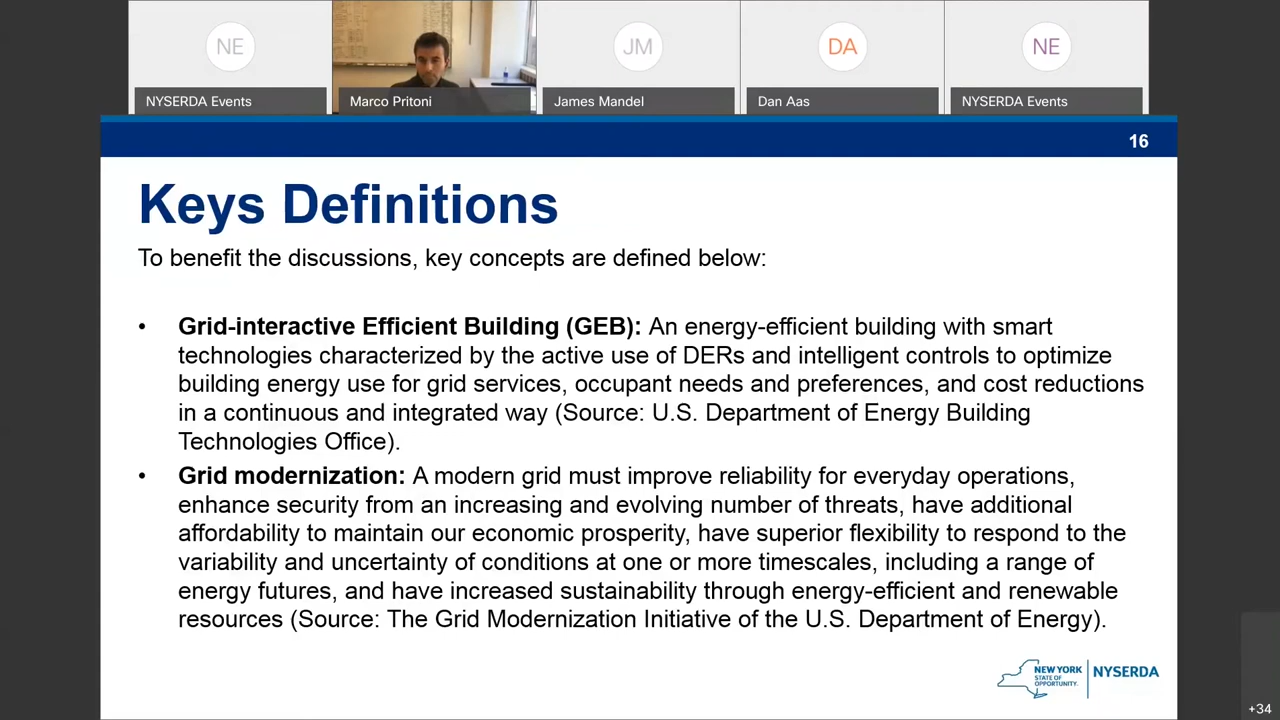 NE
JM
DA
NE
NYSERDA Events
Marco Pritoni
James Mandel
Dan Aas
NYSERDA Events
16
Keys Definitions
To benefit the discussions, key concepts are defined below:
• Grid-interactive Efficient Building (GEB): An energy-efficient building with smart
technologies characterized by the active use of DERs and intelligent controls to optimize
building energy use for grid services, occupant needs and preferences, and cost reductions
in a continuous and integrated way (Source: U.S. Department of Energy Building
Technologies Office).
• Grid modernization: A modern grid must improve reliability for everyday operations,
enhance security from an increasing and evolving number of threats, have additional
affordability to maintain our economic prosperity, have superior flexibility to respond to the
variability and uncertainty of conditions at one or more timescales, including a range of
energy futures, and have increased sustainability through energy-efficient and renewable
resources (Source: The Grid Modernization Initiative of the U.S. Department of Energy).
NEW YORK
STATE OF
OPPORTUNITY.
NYSERDA
+34